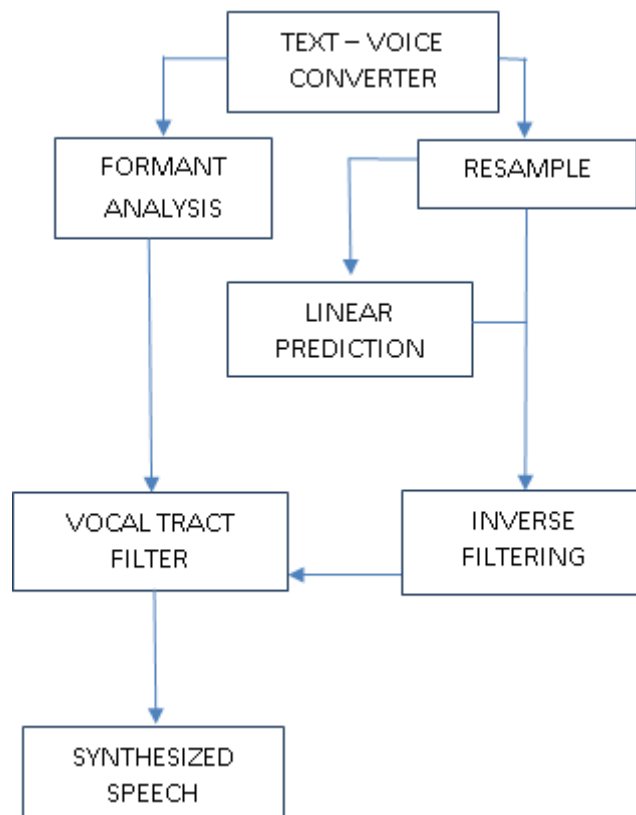 TEXT – VOICE
CONVERTER
FORMANT
ANALYSIS
RESAMPLE
LINEAR
PREDICTION
VOCAL TRACT
FILTER
INVERSE
FILTERING
SYNTHESIZED
SPEECH